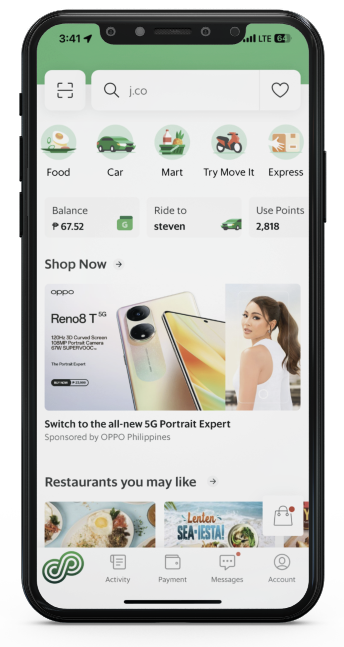 3:41
LTE 64
j.co
Food
Car
Mart
Try Move It
Express
Balance
₱ 67.52
Ride to
steven
Use Points
2,818
Shop Now
oppo
Reno8 T 5G
120Hz 3D Curved Screen
108MP Portrait Camera
67W SUPERVOOC™
The Portrait Expert
Switch to the all-new 5G Portrait Expert
Sponsored by OPPO Philippines
Restaurants you may like
Lenten
SEA-IESTA!
Activity
Payment
Messages
Account